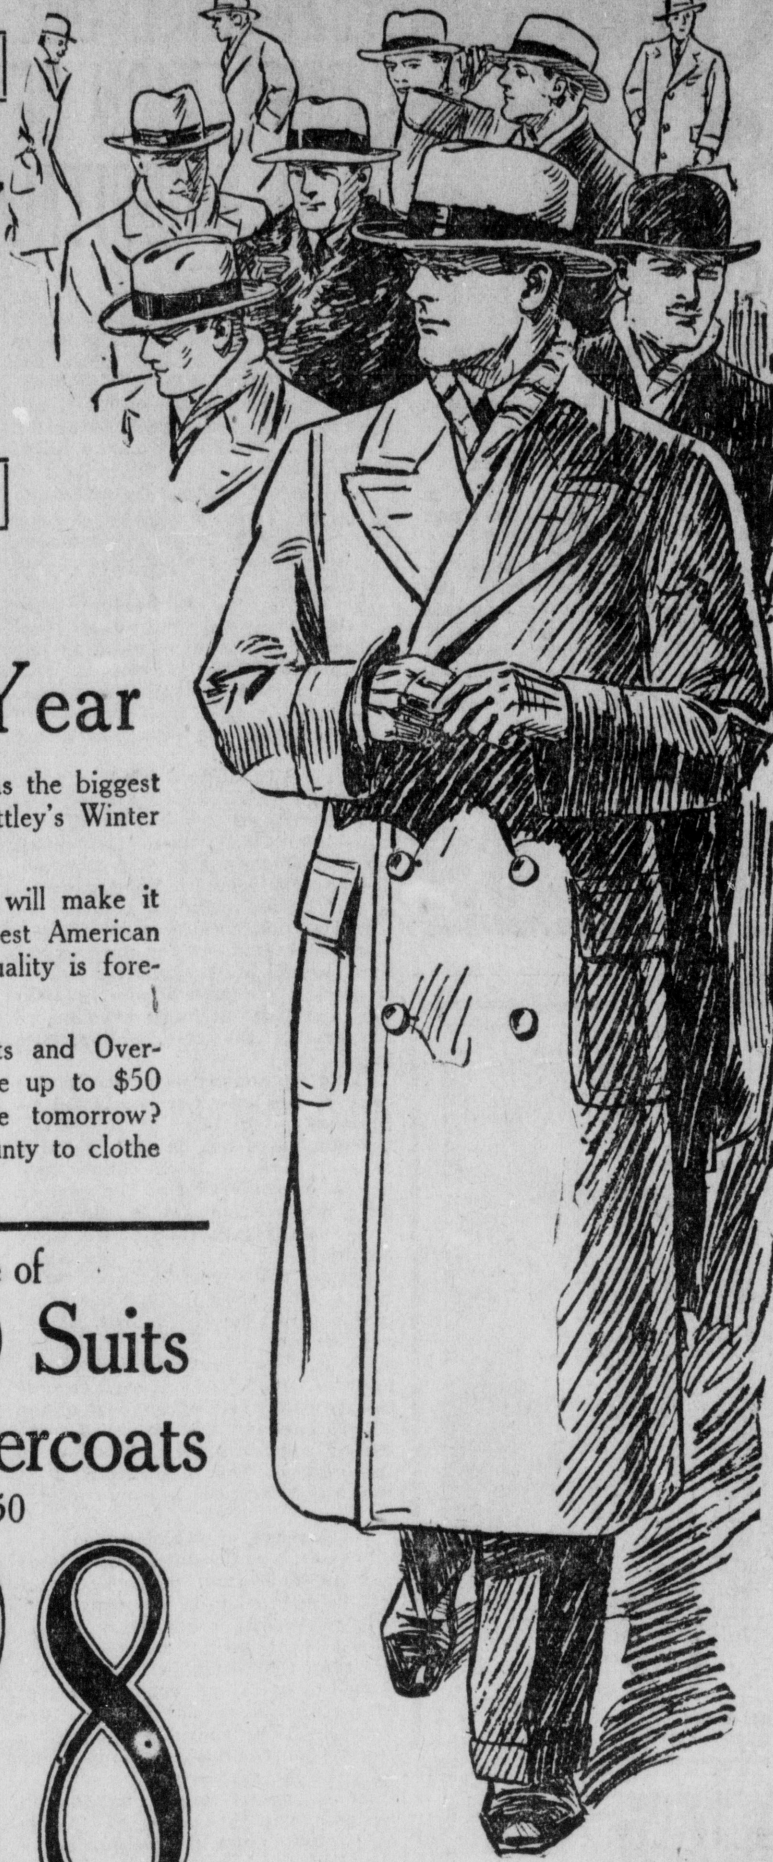 Year
the biggest
ttley's Winter
will make it
est American
uality is fore-
ts and Over-
e up to $50
e tomorrow?
unty to clothe
of
Suits
ercoats
50
8